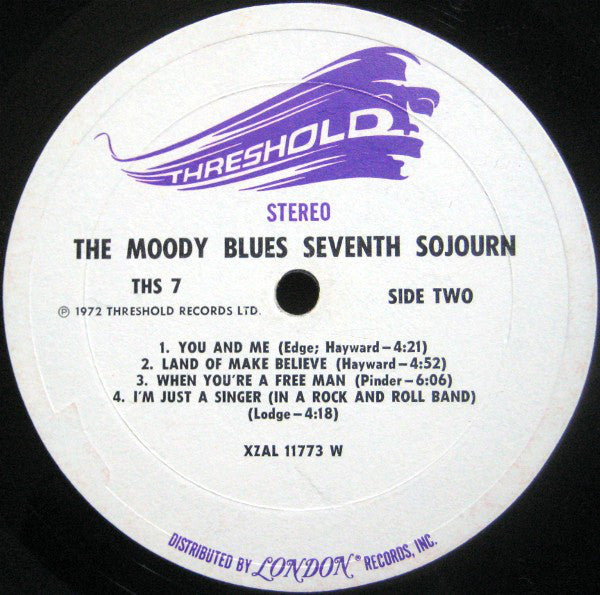 THRESHOLD
STEREO
THE MOODY BLUES SEVENTH SOJOURN
THS 7
SIDE TWO
℗ 1972 THRESHOLD RECORDS LTD.
1. YOU AND ME (Edge; Hayward–4:21)
2. LAND OF MAKE BELIEVE (Hayward–4:52)
3. WHEN YOU'RE A FREE MAN (Pinder–6:06)
4. I'M JUST A SINGER (IN A ROCK AND ROLL BAND)
(Lodge–4:18)
XZAL 11773 W
DISTRIBUTED BY LONDON® RECORDS, INC.